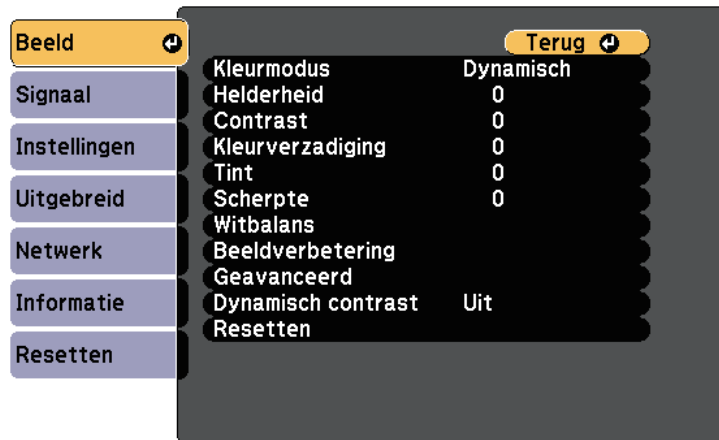 Beeld
Signaal
Instellingen
Uitgebreid
Netwerk
Informatie
Resetten
Terug
Kleurmodus Dynamisch
Helderheid 0
Contrast 0
Kleurverzadiging 0
Tint 0
Scherpte 0
Witbalans
Beeldverbetering
Geavanceerd
Dynamisch contrast Uit
Resetten